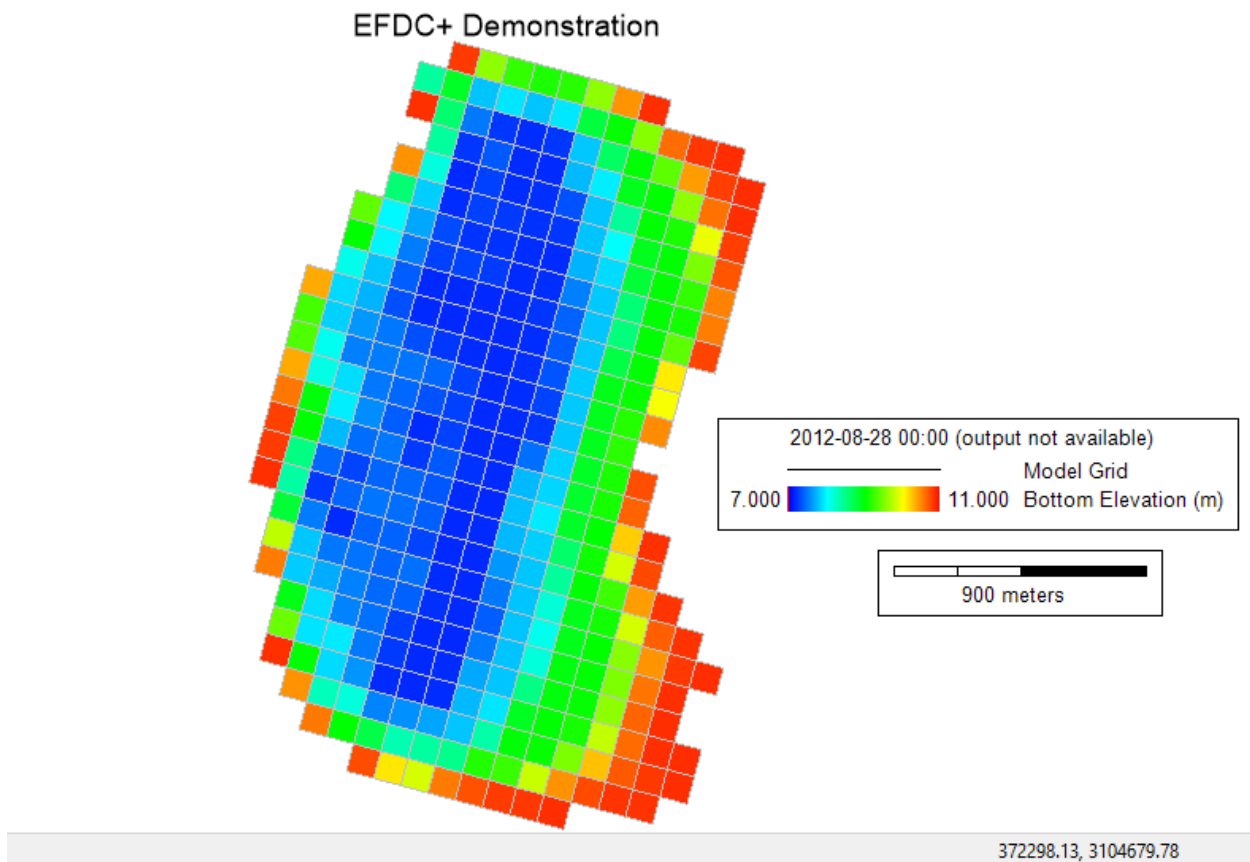 EFDC+ Demonstration
2012-08-28 00:00 (output not available)
Model Grid
7.000 11.000 Bottom Elevation (m)
900 meters
372298.13, 3104679.78